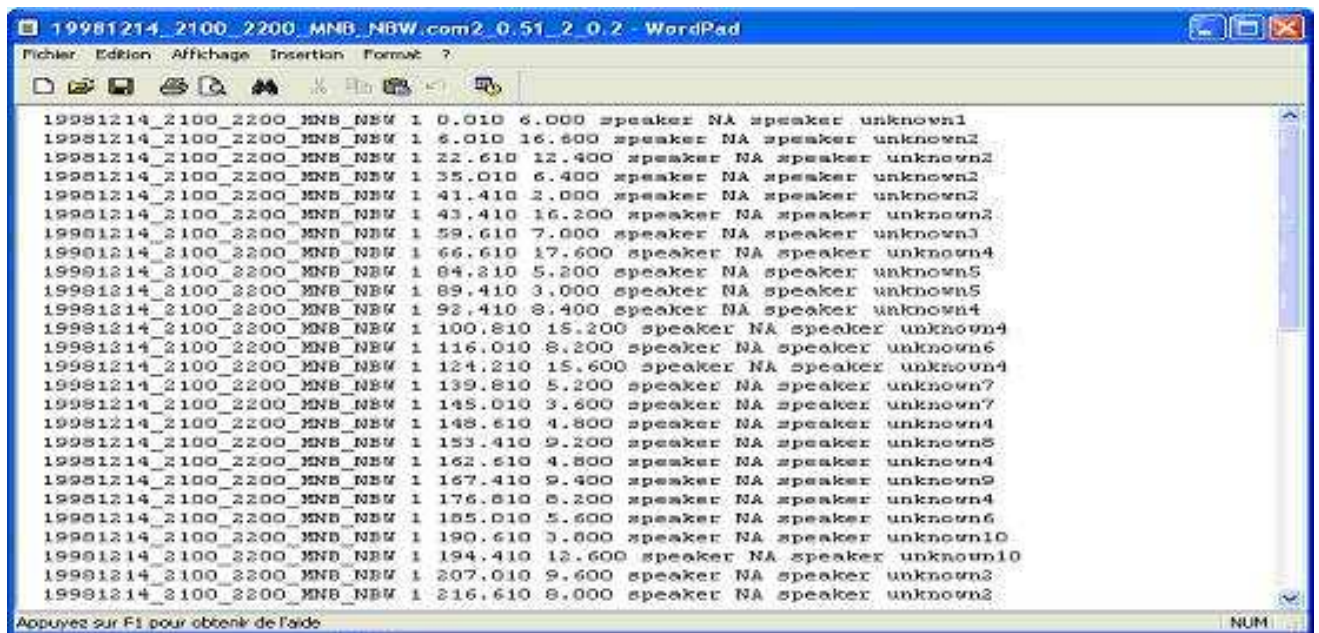 19981214_2100_2200_MNB_NBW.com2_0.51_2_0.2 - WordPad
Fichier Edition Affichage Insertion Format ?
19981214_2100_2200_MNB_NBW 1 0.010 6.000 speaker NA speaker unknown1
19981214_2100_2200_MNB_NBW 1 6.010 16.600 speaker NA speaker unknown2
19981214_2100_2200_MNB_NBW 1 22.610 12.400 speaker NA speaker unknown2
19981214_2100_2200_MNB_NBW 1 35.010 6.400 speaker NA speaker unknown2
19981214_2100_2200_MNB_NBW 1 41.410 2.000 speaker NA speaker unknown2
19981214_2100_2200_MNB_NBW 1 43.410 16.200 speaker NA speaker unknown2
19981214_2100_2200_MNB_NBW 1 59.610 7.000 speaker NA speaker unknown3
19981214_2100_2200_MNB_NBW 1 66.610 17.600 speaker NA speaker unknown4
19981214_2100_2200_MNB_NBW 1 84.210 5.200 speaker NA speaker unknown5
19981214_2100_2200_MNB_NBW 1 89.410 3.000 speaker NA speaker unknown5
19981214_2100_2200_MNB_NBW 1 92.410 8.400 speaker NA speaker unknown4
19981214_2100_2200_MNB_NBW 1 100.810 15.200 speaker NA speaker unknown4
19981214_2100_2200_MNB_NBW 1 116.010 8.200 speaker NA speaker unknown6
19981214_2100_2200_MNB_NBW 1 124.210 15.600 speaker NA speaker unknown4
19981214_2100_2200_MNB_NBW 1 139.810 5.200 speaker NA speaker unknown7
19981214_2100_2200_MNB_NBW 1 145.010 3.600 speaker NA speaker unknown7
19981214_2100_2200_MNB_NBW 1 148.610 4.800 speaker NA speaker unknown4
19981214_2100_2200_MNB_NBW 1 153.410 9.200 speaker NA speaker unknown8
19981214_2100_2200_MNB_NBW 1 162.610 4.800 speaker NA speaker unknown4
19981214_2100_2200_MNB_NBW 1 167.410 9.400 speaker NA speaker unknown9
19981214_2100_2200_MNB_NBW 1 176.810 8.200 speaker NA speaker unknown4
19981214_2100_2200_MNB_NBW 1 185.010 5.600 speaker NA speaker unknown6
19981214_2100_2200_MNB_NBW 1 190.610 3.800 speaker NA speaker unknown10
19981214_2100_2200_MNB_NBW 1 194.410 12.600 speaker NA speaker unknown10
19981214_2100_2200_MNB_NBW 1 207.010 9.600 speaker NA speaker unknown2
19981214_2100_2200_MNB_NBW 1 216.610 8.000 speaker NA speaker unknown2
Appuyez sur F1 pour obtenir de l'aide NUM